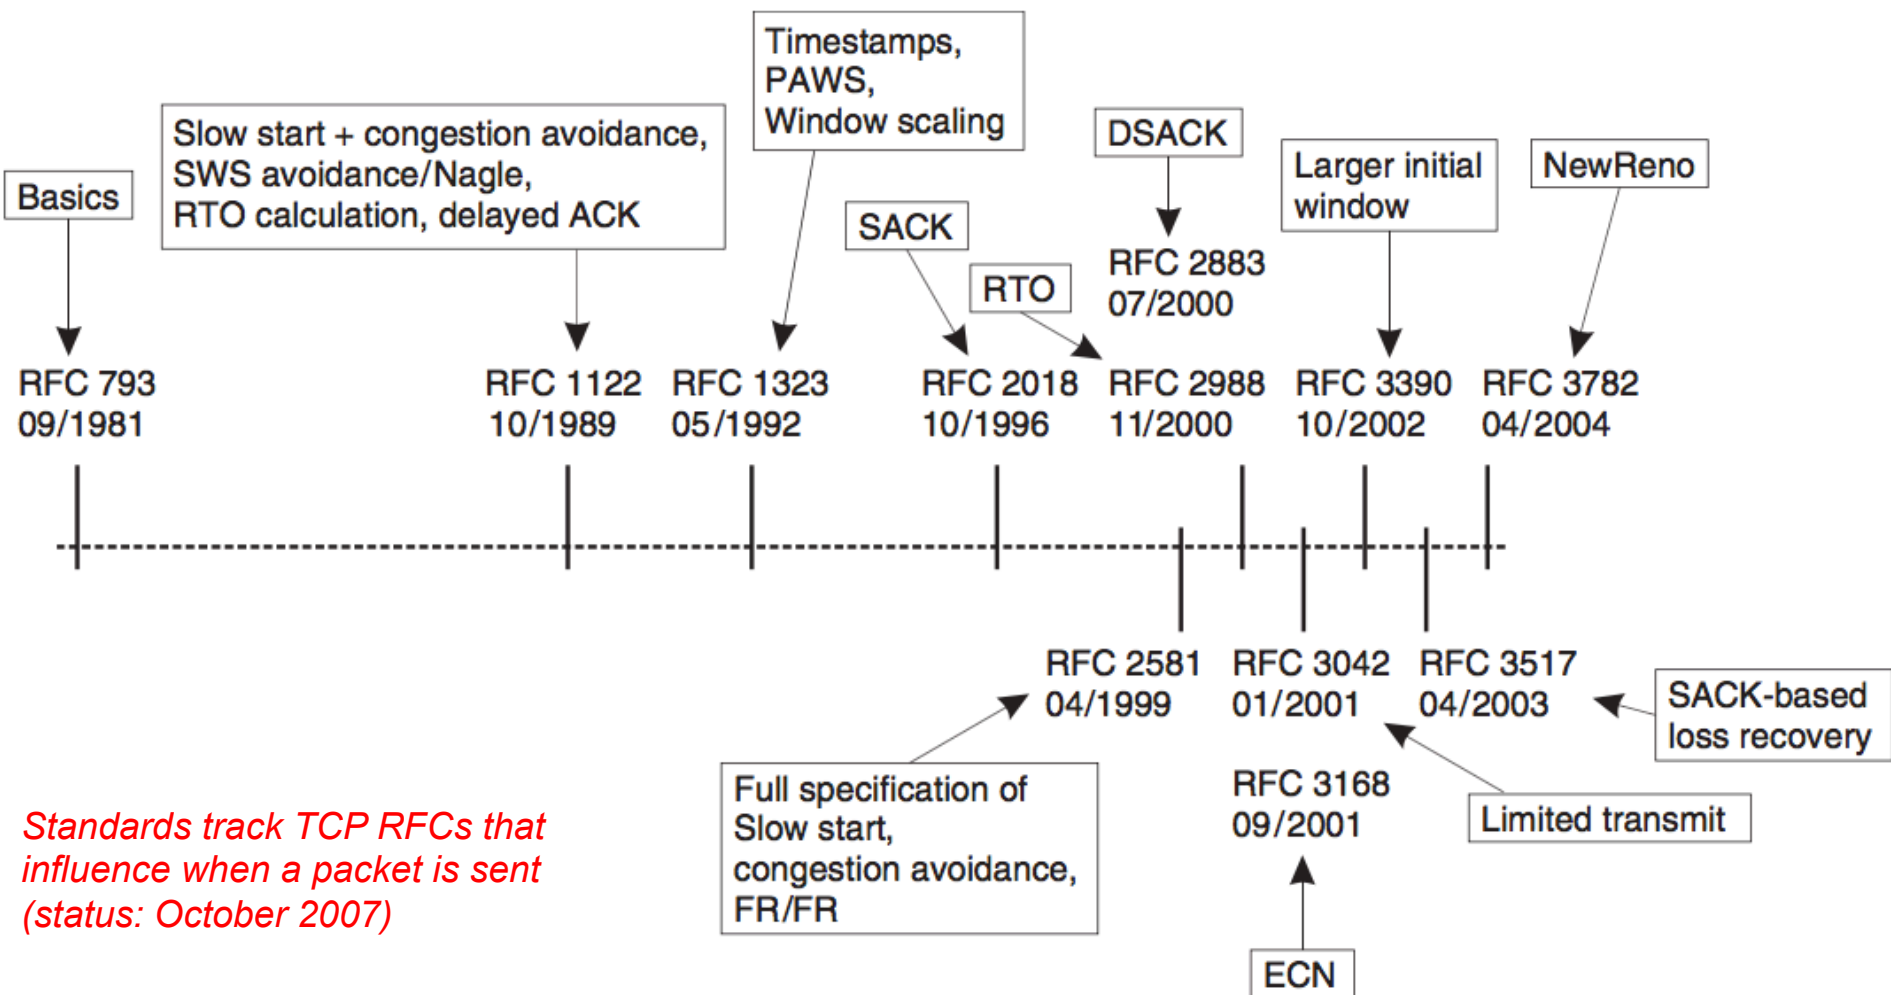 Timestamps,
PAWS,
Window scaling
Slow start + congestion avoidance,
SWS avoidance/Nagle,
RTO calculation, delayed ACK
DSACK
Larger initial
window
NewReno
Basics
SACK
RTO
RFC 2883
07/2000
RFC 793
09/1981
RFC 1122
10/1989
RFC 1323
05/1992
RFC 2018
10/1996
RFC 2988
11/2000
RFC 3390
10/2002
RFC 3782
04/2004
RFC 2581
04/1999
RFC 3042
01/2001
RFC 3517
04/2003
SACK-based
loss recovery
Full specification of
Slow start,
congestion avoidance,
FR/FR
RFC 3168
09/2001
Limited transmit
ECN
Standards track TCP RFCs that
influence when a packet is sent
(status: October 2007)